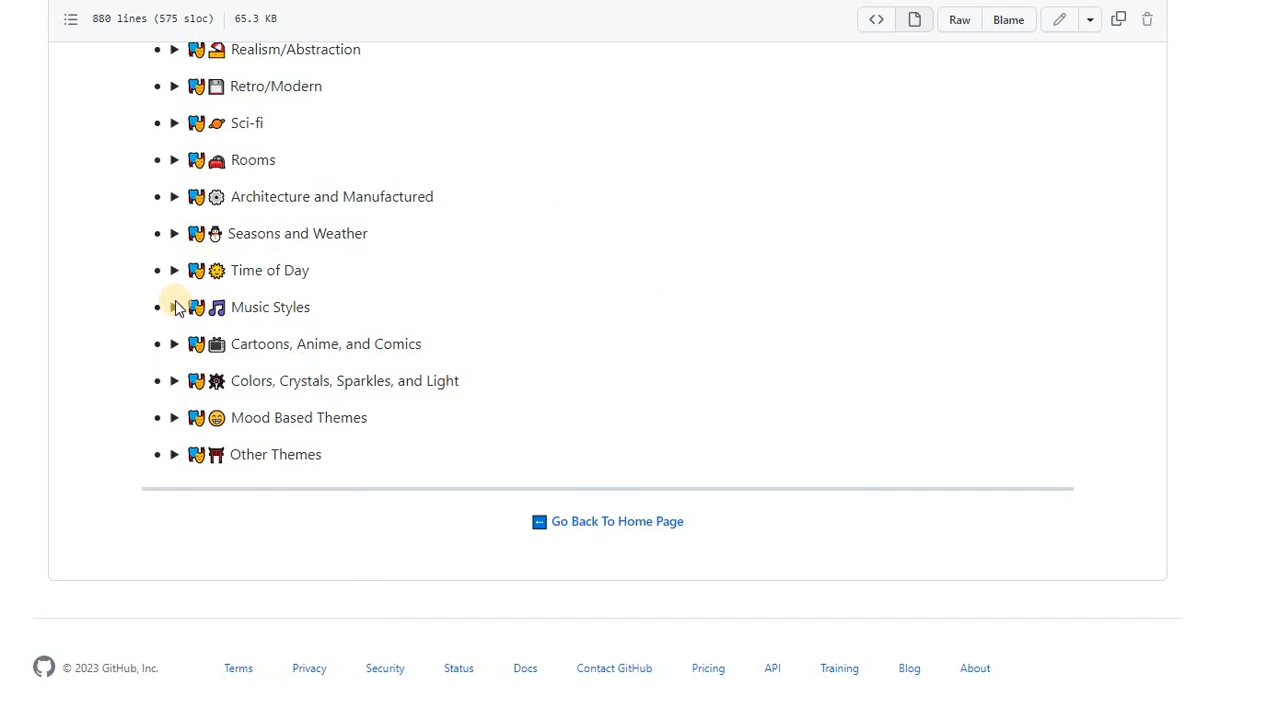 880 lines (575 sloc) 65.3 KB Raw Blame
Realism/Abstraction
Retro/Modern
Sci-fi
Rooms
Architecture and Manufactured
Seasons and Weather
Time of Day
Music Styles
Cartoons, Anime, and Comics
Colors, Crystals, Sparkles, and Light
Mood Based Themes
Other Themes
Go Back To Home Page
© 2023 GitHub, Inc. Terms Privacy Security Status Docs Contact GitHub Pricing API Training Blog About